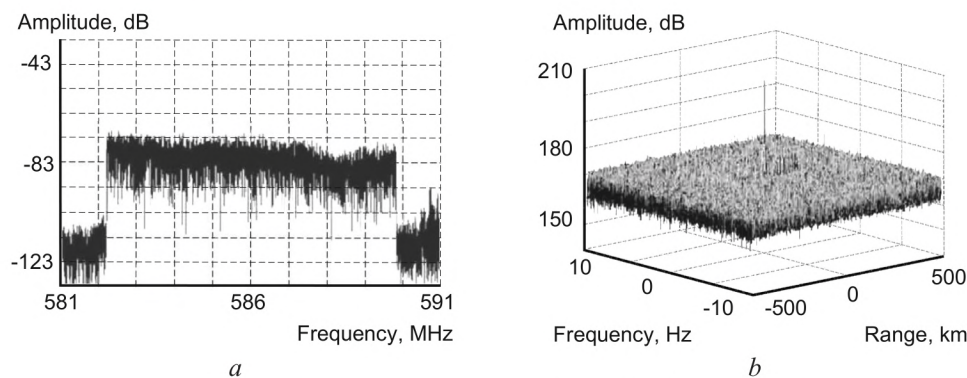 Amplitude, dB
-43
-83
-123
581 586 591
Frequency, MHz
a
Amplitude, dB
210
180
150
10 0 -10 -500 0 500
Frequency, Hz Range, km
b